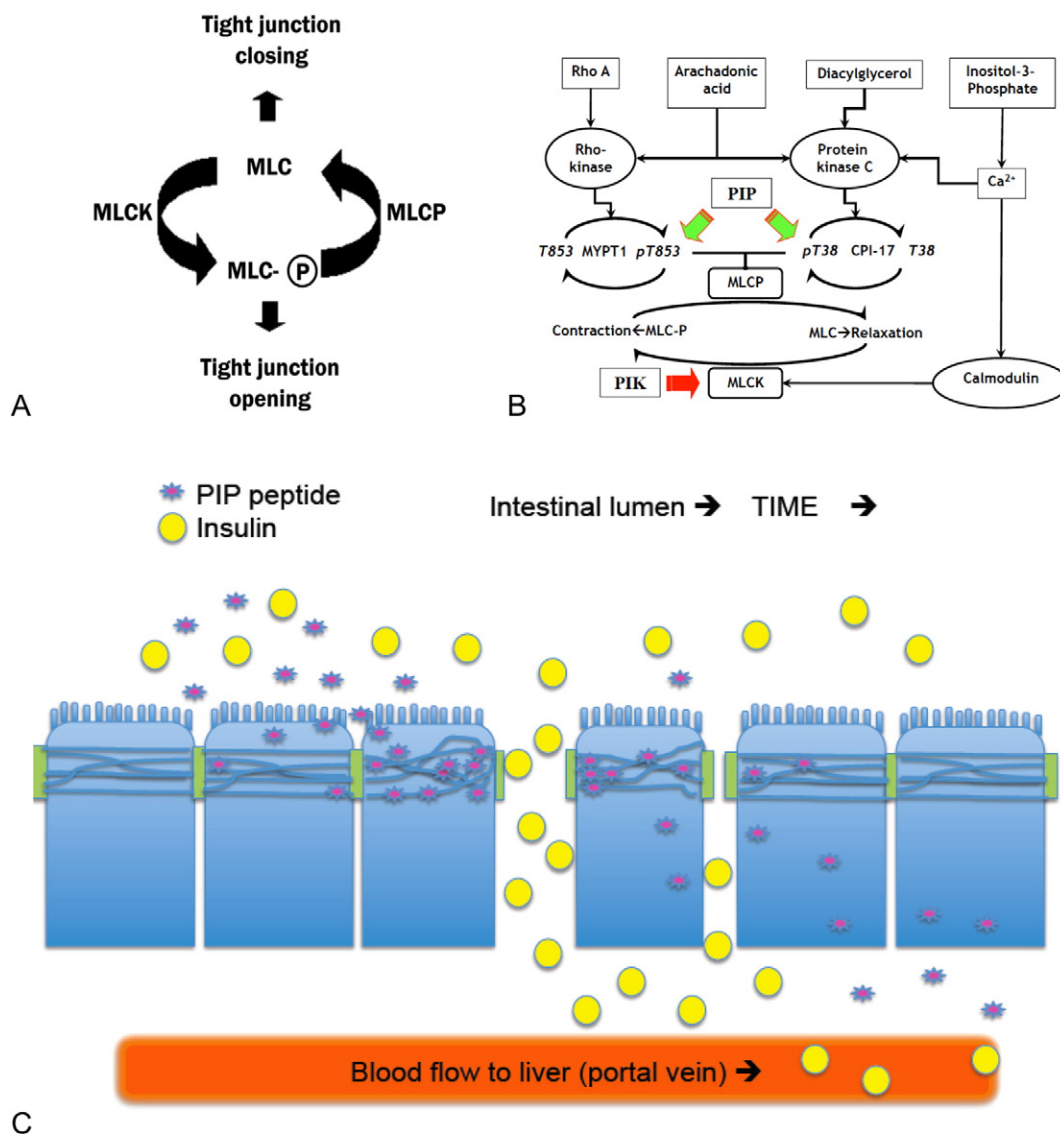 Tight junction
closing
MLC
MLCK
MLCP
MLC- P
Tight junction
opening
A
Rho A
Arachadonic
acid
Diacylglycerol
Inositol-3-
Phosphate
Rho-
kinase
Protein
kinase C
Ca²⁺
PIP
T853 MYPT1 pT853
pT38 CPI-17 T38
MLCP
Contraction←MLC-P
MLC→Relaxation
PIK
MLCK
Calmodulin
B
PIP peptide
Insulin
Intestinal lumen → TIME →
Blood flow to liver (portal vein) →
C